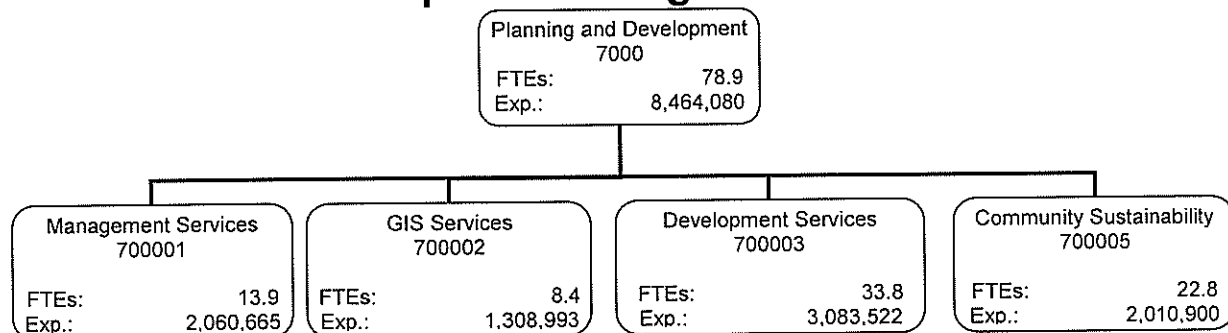 Planning and Development
7000
FTEs: 78.9
Exp.: 8,464,080
Management Services
700001
FTEs: 13.9
Exp.: 2,060,665
GIS Services
700002
FTEs: 8.4
Exp.: 1,308,993
Development Services
700003
FTEs: 33.8
Exp.: 3,083,522
Community Sustainability
700005
FTEs: 22.8
Exp.: 2,010,900